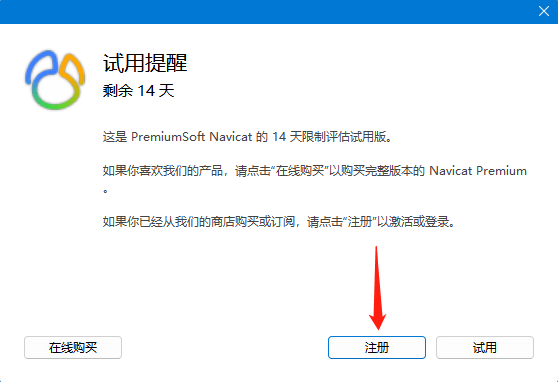 试用提醒
剩余 14 天
这是 PremiumSoft Navicat 的 14 天限制评估试用版。
如果你喜欢我们的产品，请点击“在线购买”以购买完整版本的 Navicat Premium
。
如果你已经从我们的商店购买或订阅，请点击“注册”以激活或登录。
在线购买
注册
试用